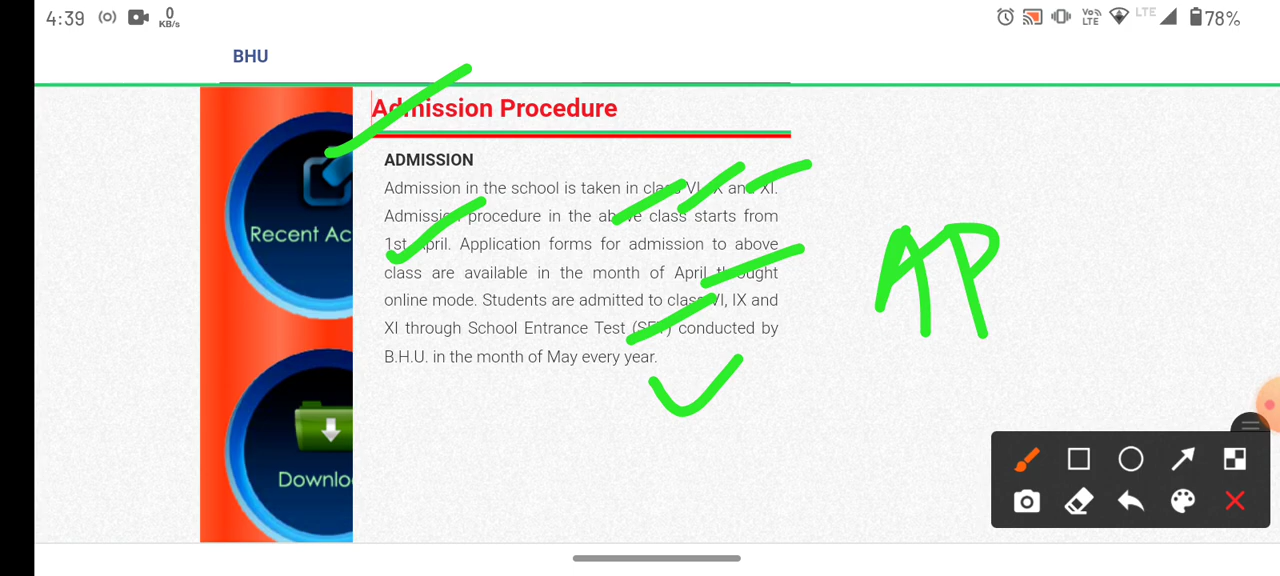 4:39
0
KB/s
Vo))
LTE
LTE
78%
BHU
Admission Procedure
ADMISSION
Admission in the school is taken in class VI, IX and XI.
Admission procedure in the above class starts from
1st April. Application forms for admission to above
class are available in the month of April throught
online mode. Students are admitted to class VI, IX and
XI through School Entrance Test (SET) conducted by
B.H.U. in the month of May every year.
Recent Ac
Downlo
AP